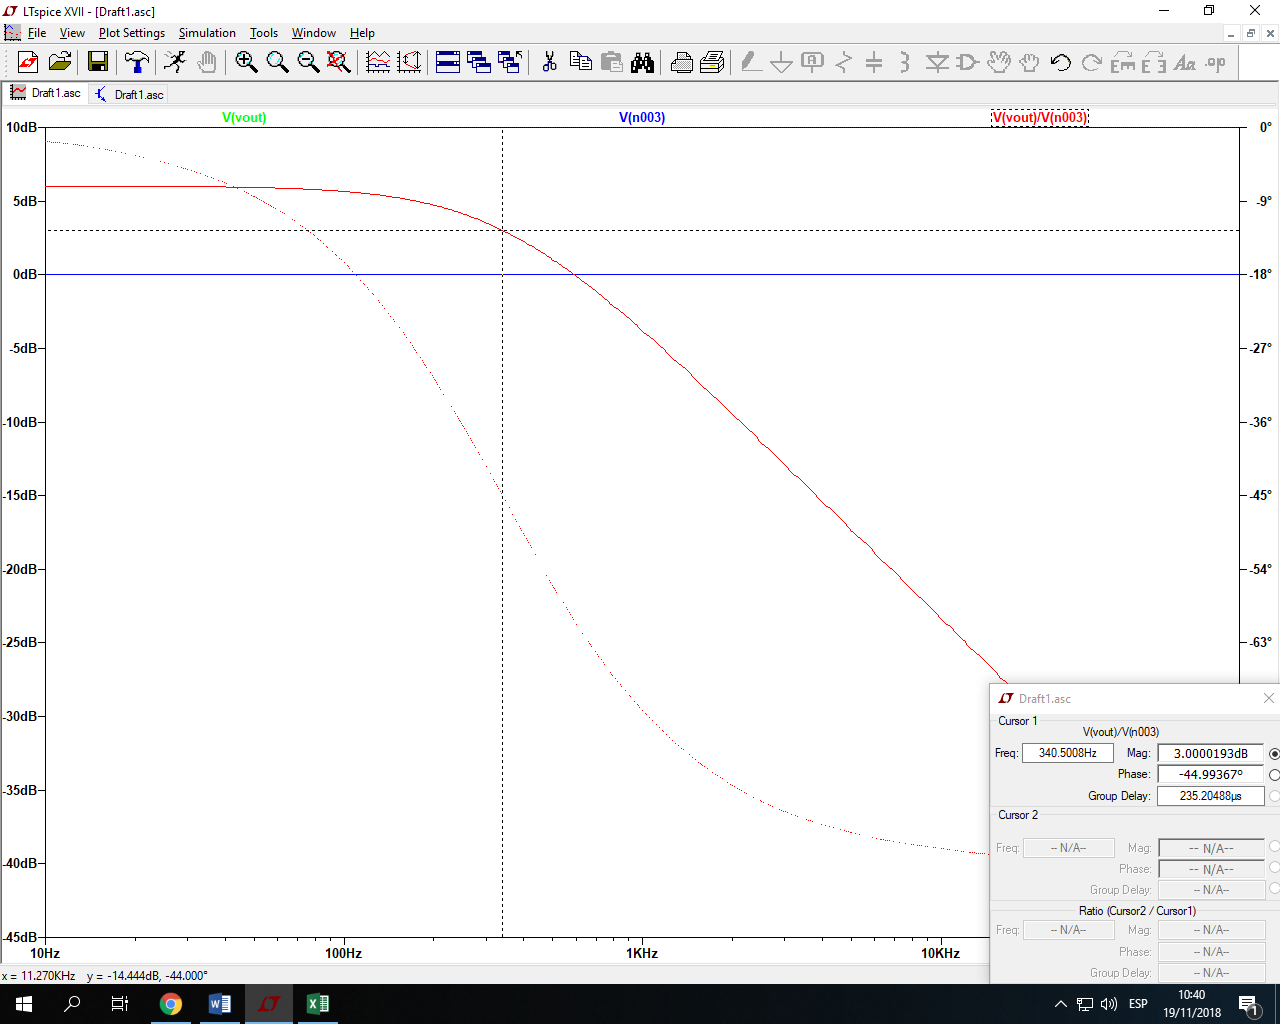 LTspice XVII - [Draft1.asc]
File View Plot Settings Simulation Tools Window Help
Draft1.asc Draft1.asc
V(vout) V(n003) V(vout)/V(n003)
10dB 0°
5dB -9°
0dB -18°
-5dB -27°
-10dB -36°
-15dB -45°
-20dB -54°
-25dB -63°
-30dB
-35dB
-40dB
-45dB
10Hz 100Hz 1KHz 10KHz
Draft1.asc
Cursor 1
V(vout)/V(n003)
Freq: 340.5008Hz Mag: 3.0000193dB
Phase: -44.99367°
Group Delay: 235.20488µs
Cursor 2
Freq: -- N/A-- Mag: -- N/A--
Phase: -- N/A--
Group Delay: -- N/A--
Ratio (Cursor2 / Cursor1)
Freq: -- N/A-- Mag: -- N/A--
Phase: -- N/A--
Group Delay: -- N/A--
x = 11.270KHz y = -14.444dB, -44.000°
ESP 10:40
19/11/2018
1